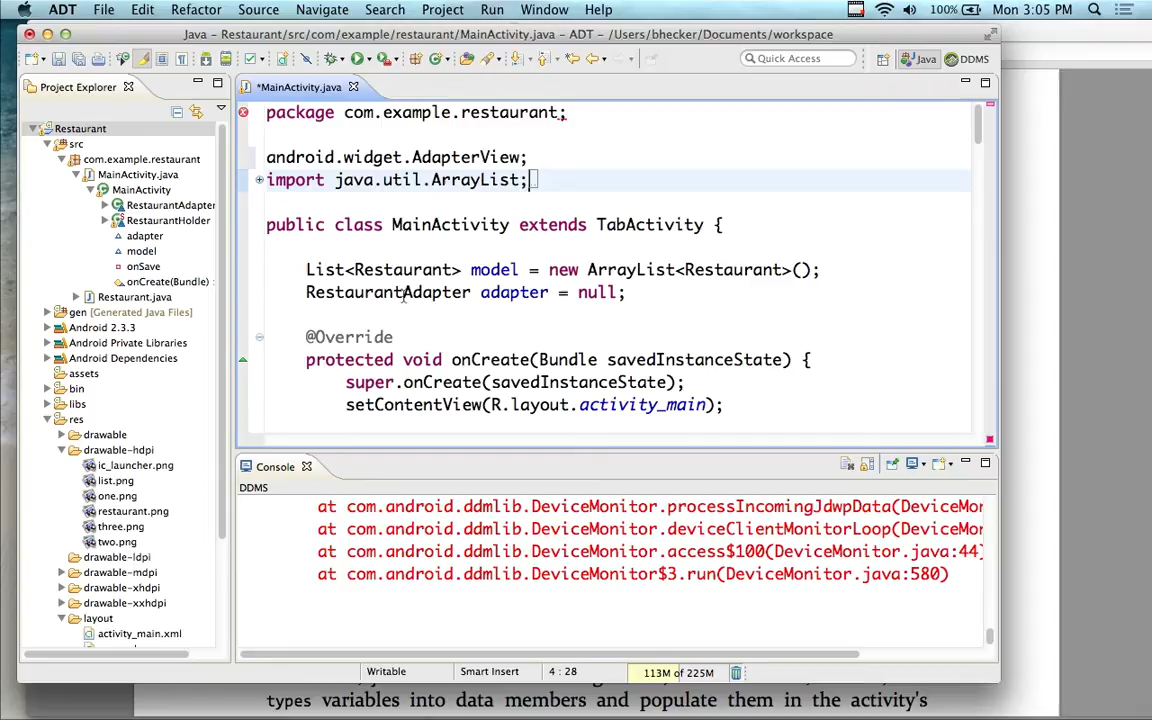 ADT File Edit Refactor Source Navigate Search Project Run Window Help 100% Mon 3:05 PM
Java - Restaurant/src/com/example/restaurant/MainActivity.java - ADT - /Users/bhecker/Documents/workspace
Quick Access Java DDMS
Project Explorer
*MainActivity.java
Restaurant
src
com.example.restaurant
MainActivity.java
MainActivity
RestaurantAdapter
RestaurantHolder
adapter
model
onSave
onCreate(Bundle) :
Restaurant.java
gen [Generated Java Files]
Android 2.3.3
Android Private Libraries
Android Dependencies
assets
bin
libs
res
drawable
drawable-hdpi
ic_launcher.png
list.png
one.png
restaurant.png
three.png
two.png
drawable-ldpi
drawable-mdpi
drawable-xhdpi
drawable-xxhdpi
layout
activity_main.xml
package com.example.restaurant;
android.widget.AdapterView;
import java.util.ArrayList;
public class MainActivity extends TabActivity {
List<Restaurant> model = new ArrayList<Restaurant>();
RestaurantAdapter adapter = null;
@Override
protected void onCreate(Bundle savedInstanceState) {
super.onCreate(savedInstanceState);
setContentView(R.layout.activity_main);
Console
DDMS
at com.android.ddmlib.DeviceMonitor.processIncomingJdwpData(DeviceMon
at com.android.ddmlib.DeviceMonitor.deviceClientMonitorLoop(DeviceMon
at com.android.ddmlib.DeviceMonitor.access$100(DeviceMonitor.java:44)
at com.android.ddmlib.DeviceMonitor$3.run(DeviceMonitor.java:580)
Writable Smart Insert 4 : 28 113M of 225M
types variables into data members and populate them in the activity's